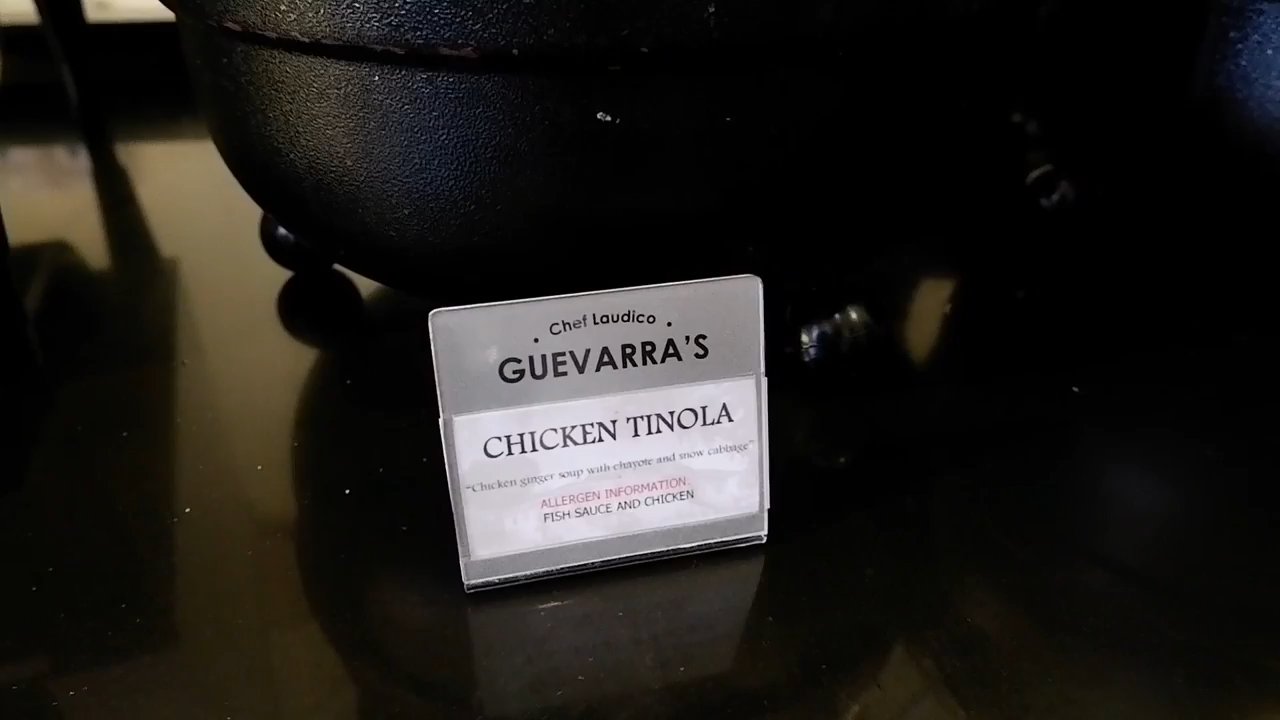 • Chef Laudico •
GUEVARRA'S
CHICKEN TINOLA
"Chicken ginger soup with chayote and snow cabbage"
ALLERGEN INFORMATION.
FISH SAUCE AND CHICKEN